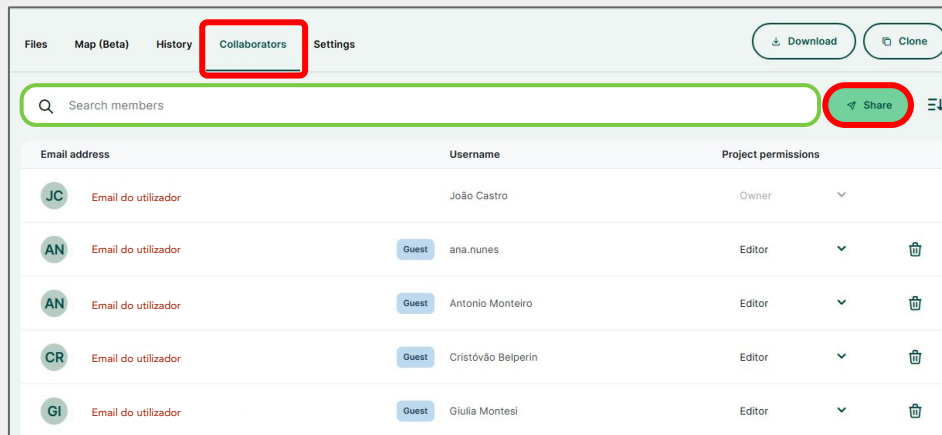 Files Map (Beta) History Collaborators Settings Download Clone
Search members Share
Email address Username Project permissions
JC Email do utilizador João Castro Owner
AN Email do utilizador Guest ana.nunes Editor
AN Email do utilizador Guest Antonio Monteiro Editor
CR Email do utilizador Guest Cristóvão Belperin Editor
GI Email do utilizador Guest Giulia Montesi Editor